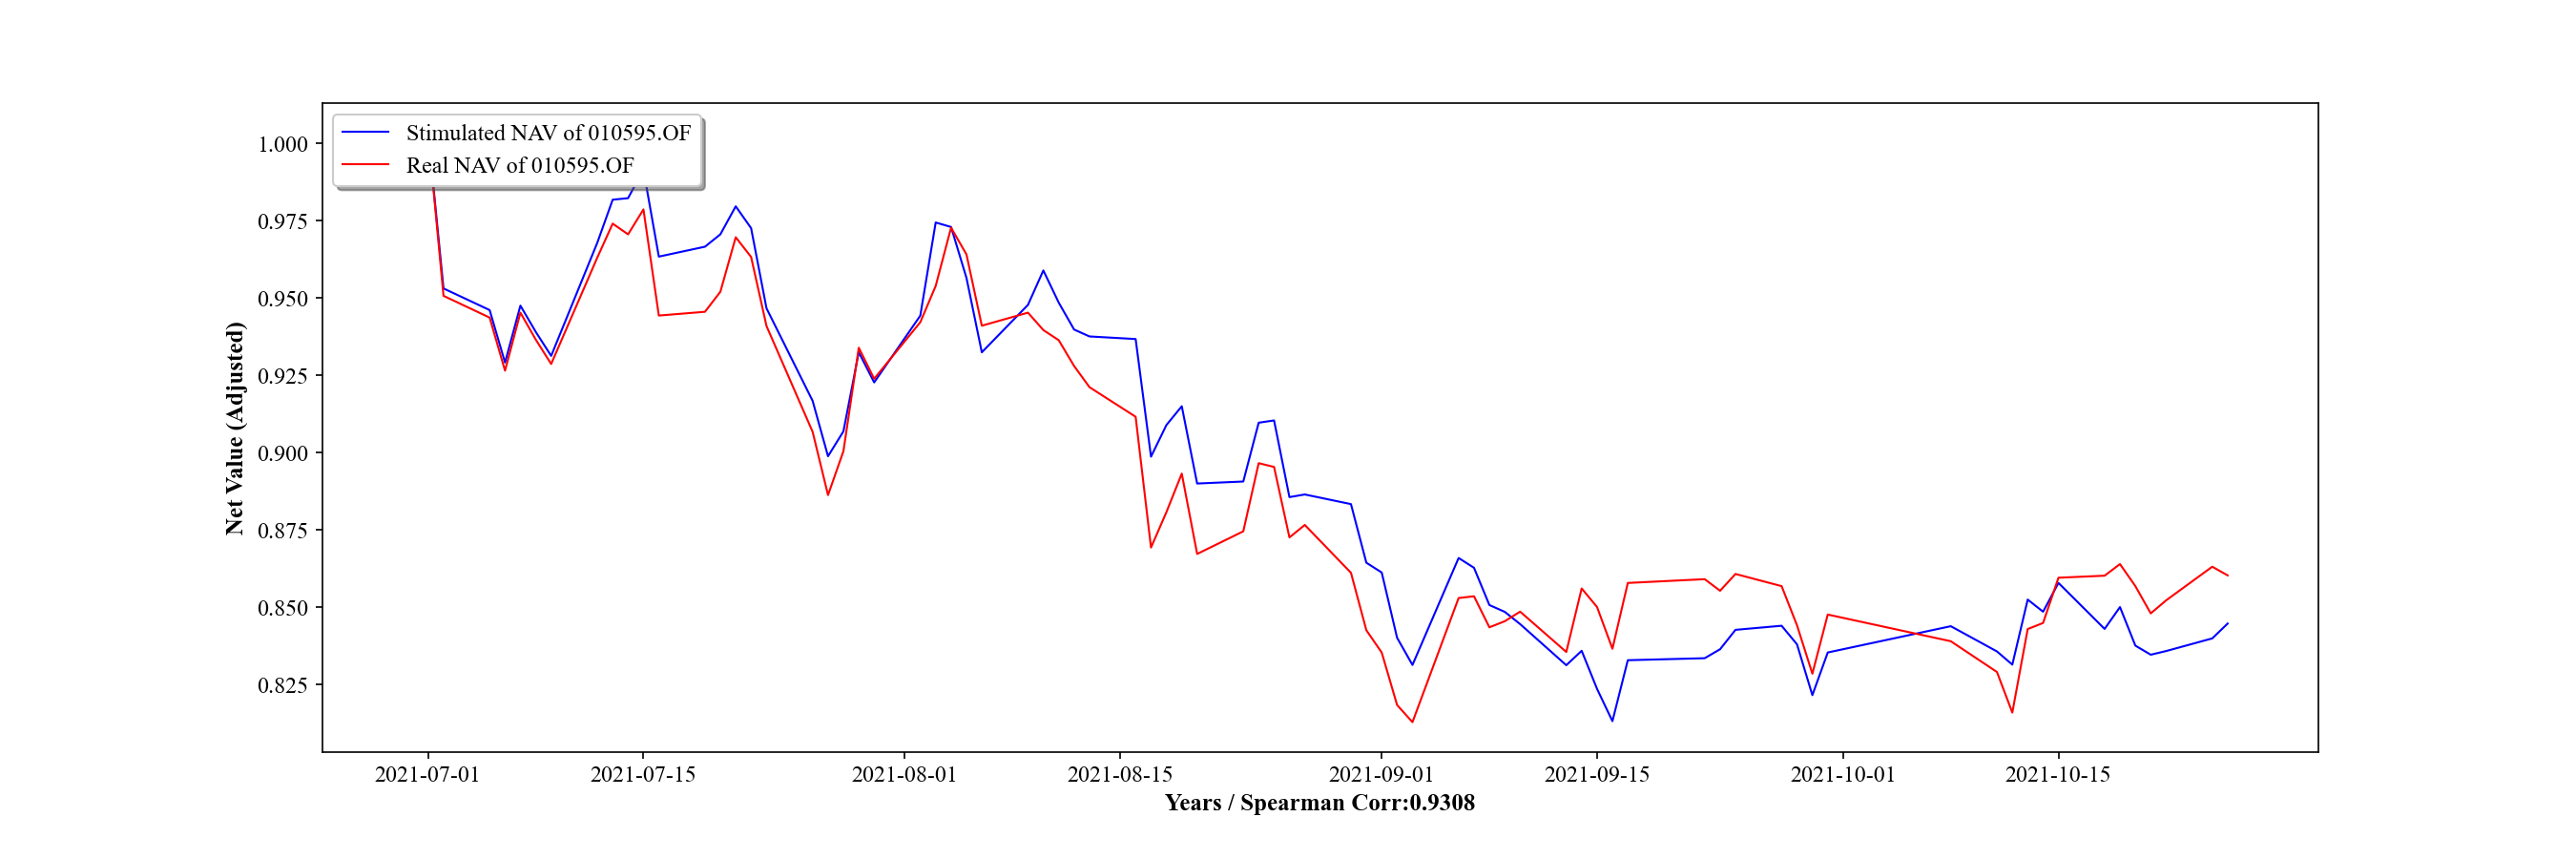 Stimulated NAV of 010595.OF
Real NAV of 010595.OF
Net Value (Adjusted)
1.000
0.975
0.950
0.925
0.900
0.875
0.850
0.825
2021-07-01 2021-07-15 2021-08-01 2021-08-15 2021-09-01 2021-09-15 2021-10-01 2021-10-15
Years / Spearman Corr:0.9308